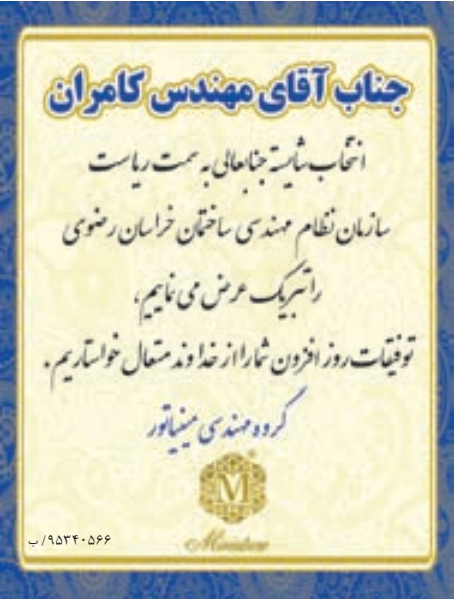 جناب آقای مهندس کامران
انتخاب شایسته جنابعالی به سمت ریاست
سازمان نظام مهندسی ساختمان خراسان رضوی
را تبریک عرض می نماییم،
توفیقات روز افزون شما را از خداوند متعال خواستاریم.
گروه مهندسی مینیاتور
M
Miniature
۹۵۳۴۰۵۶۶/ب